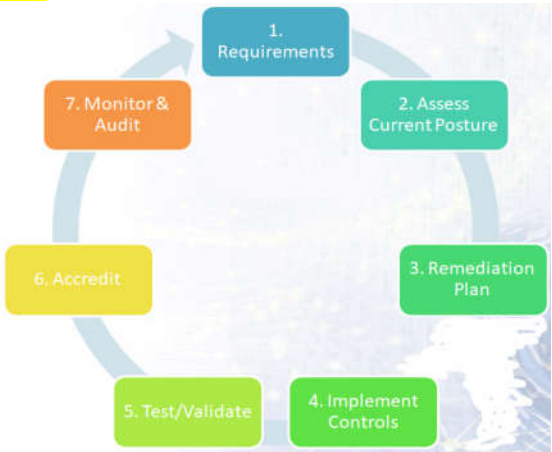 1.
Requirements
2. Assess
Current Posture
3. Remediation
Plan
4. Implement
Controls
5. Test/Validate
6. Accredit
7. Monitor &
Audit